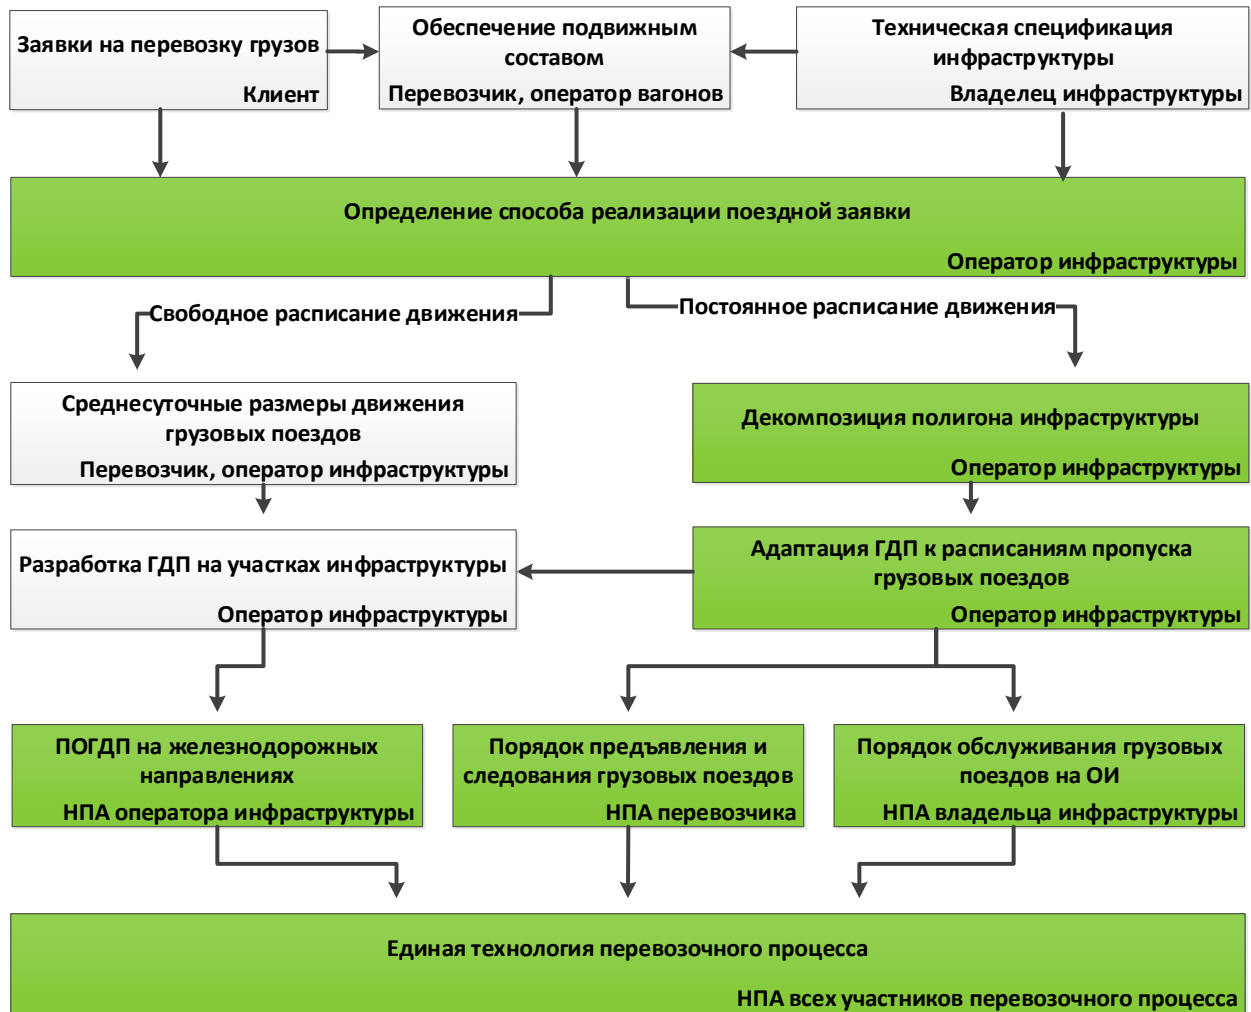 Заявки на перевозку грузов
Клиент
Обеспечение подвижным
составом
Перевозчик, оператор вагонов
Техническая спецификация
инфраструктуры
Владелец инфраструктуры
Определение способа реализации поездной заявки
Оператор инфраструктуры
Свободное расписание движения
Постоянное расписание движения
Среднесуточные размеры движения
грузовых поездов
Перевозчик, оператор инфраструктуры
Декомпозиция полигона инфраструктуры
Оператор инфраструктуры
Разработка ГДП на участках инфраструктуры
Оператор инфраструктуры
Адаптация ГДП к расписаниям пропуска
грузовых поездов
Оператор инфраструктуры
ПОГДП на железнодорожных
направлениях
НПА оператора инфраструктуры
Порядок предъявления и
следования грузовых поездов
НПА перевозчика
Порядок обслуживания грузовых
поездов на ОИ
НПА владельца инфраструктуры
Единая технология перевозочного процесса
НПА всех участников перевозочного процесса